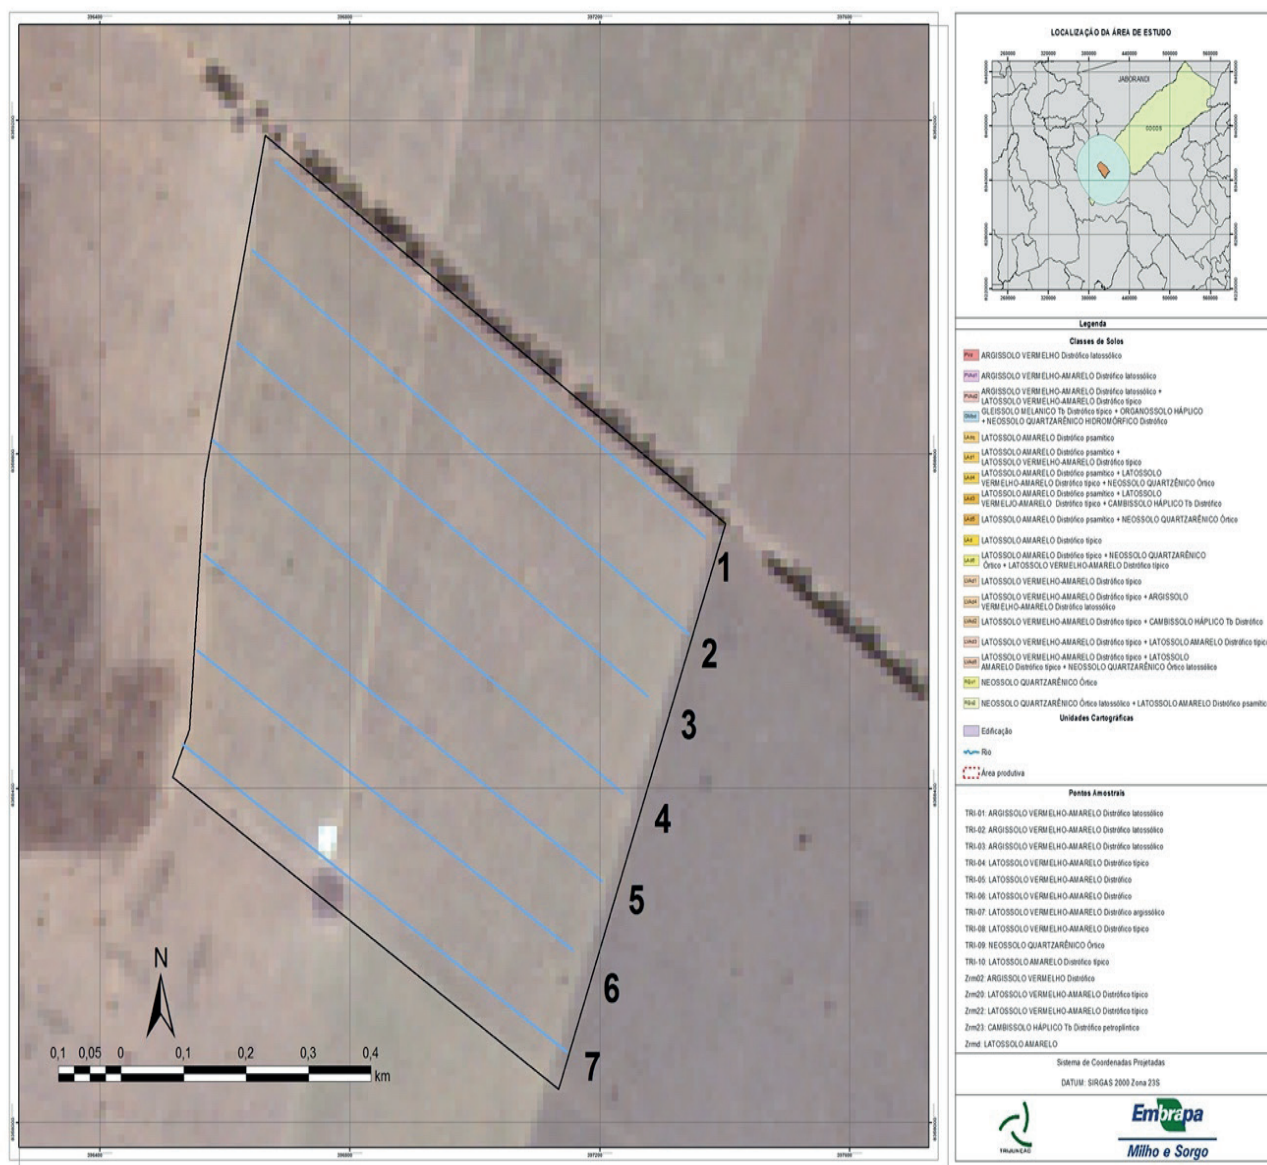 396400
396800
397200
397600
LOCALIZAÇÃO DA ÁREA DE ESTUDO
JABORANDI
COCOS
1
2
3
4
5
6
7
N
0,1 0,05 0 0,1 0,2 0,3 0,4
km
Legenda
Classes de Solos
ARGISSOLO VERMELHO Distrófico latossólico
ARGISSOLO VERMELHO-AMARELO Distrófico latossólico
ARGISSOLO VERMELHO-AMARELO Distrófico latossólico +
LATOSSOLO VERMELHO-AMARELO Distrófico típico
GLEISSOLO MELANICO Tb Distrófico típico + ORGANOSSOLO HÁPLICO
+ NEOSSOLO QUARTZARÊNICO HIDROMÓRFICO Distrófico
LATOSSOLO AMARELO Distrófico psamítico
LATOSSOLO AMARELO Distrófico psamítico +
LATOSSOLO VERMELHO-AMARELO Distrófico típico
LATOSSOLO AMARELO Distrófico psamítico + LATOSSOLO
VERMELHO-AMARELO Distrófico típico + NEOSSOLO QUARTZÊNICO Órtico
LATOSSOLO AMARELO Distrófico psamítico + LATOSSOLO
VERMELJO-AMARELO Distrófico típico + CAMBISSOLO HÁPLICO Tb Distrófico
LATOSSOLO AMARELO Distrófico psamítico + NEOSSOLO QUARTZARÊNICO Órtico
LATOSSOLO AMARELO Distrófico típico
LATOSSOLO AMARELO Distrófico típico + NEOSSOLO QUARTZARÊNICO
Órtico + LATOSSOLO VERMELHO-AMARELO Distrófico típico
LATOSSOLO VERMELHO-AMARELO Distrófico típico
LATOSSOLO VERMELHO-AMARELO Distrófico típico + ARGISSOLO
VERMELHO-AMARELO Distrófico latossólico
LATOSSOLO VERMELHO-AMARELO Distrófico típico + CAMBISSOLO HÁPLICO Tb Distrófico
LATOSSOLO VERMELHO-AMARELO Distrófico típico + LATOSSOLO AMARELO Distrófico típico
LATOSSOLO VERMELHO-AMARELO Distrófico típico + LATOSSOLO
AMARELO Distrófico típico + NEOSSOLO QUARTZARÊNICO Órtico latossólico
NEOSSOLO QUARTZARÊNICO Órtico
NEOSSOLO QUARTZARÊNICO Órtico latossólico + LATOSSOLO AMARELO Distrófico psamítico
Unidades Cartográficas
Edificação
Rio
Área produtiva
Pontos Amostrais
TRI-01: ARGISSOLO VERMELHO-AMARELO Distrófico latossólico
TRI-02: ARGISSOLO VERMELHO-AMARELO Distrófico latossólico
TRI-03: ARGISSOLO VERMELHO-AMARELO Distrófico latossólico
TRI-04: LATOSSOLO VERMELHO-AMARELO Distrófico típico
TRI-05: LATOSSOLO VERMELHO-AMARELO Distrófico
TRI-06: LATOSSOLO VERMELHO-AMARELO Distrófico
TRI-07: LATOSSOLO VERMELHO-AMARELO Distrófico argissólico
TRI-08: LATOSSOLO VERMELHO-AMARELO Distrófico típico
TRI-09: NEOSSOLO QUARTZARÊNICO Órtico
TRI-10: LATOSSOLO AMARELO Distrófico típico
Zrm02: ARGISSOLO VERMELHO Distrófico
Zrm20: LATOSSOLO VERMELHO-AMARELO Distrófico típico
Zrm22: LATOSSOLO VERMELHO-AMARELO Distrófico típico
Zrm23: CAMBISSOLO HÁPLICO Tb Distrófico petroplíntico
Zrmd: LATOSSOLO AMARELO
Sistema de Coordenadas Projetadas
DATUM: SIRGAS 2000 Zona 23S
TRIJUNÇÃO
Embrapa
Milho e Sorgo